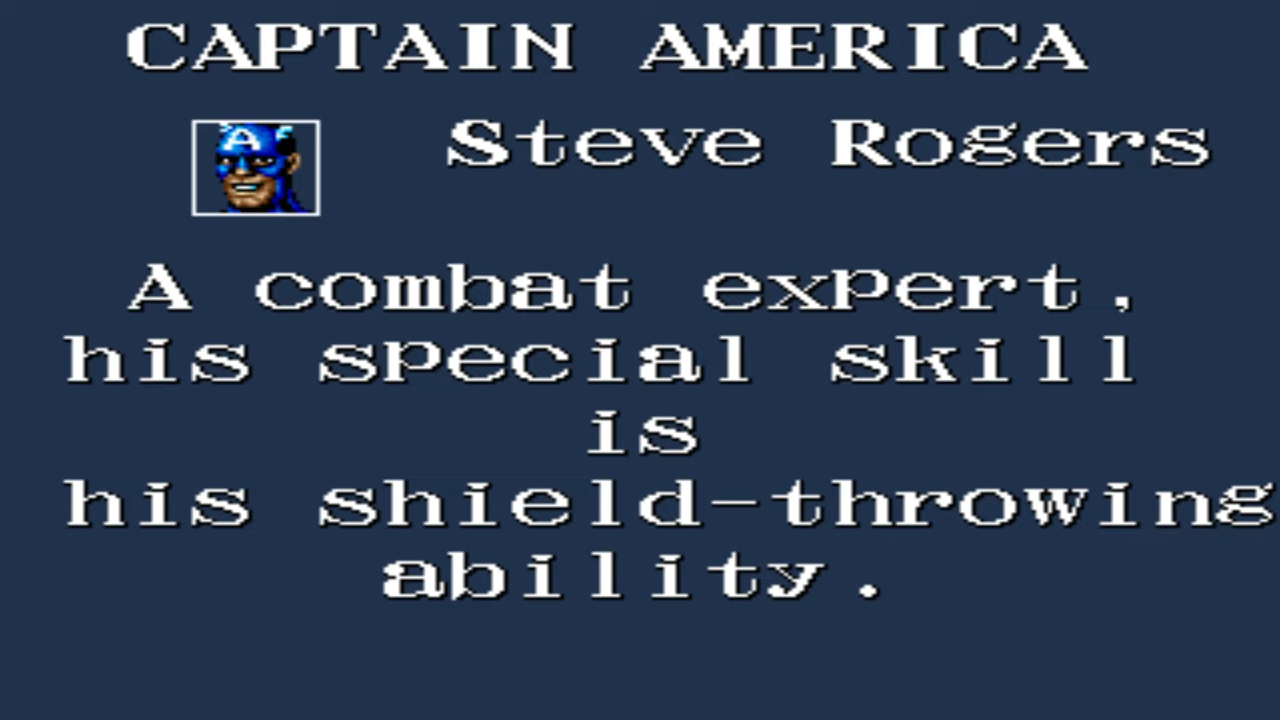 CAPTAIN AMERICA
A
Steve Rogers
A combat expert,
his special skill
is
his shield-throwing
ability.